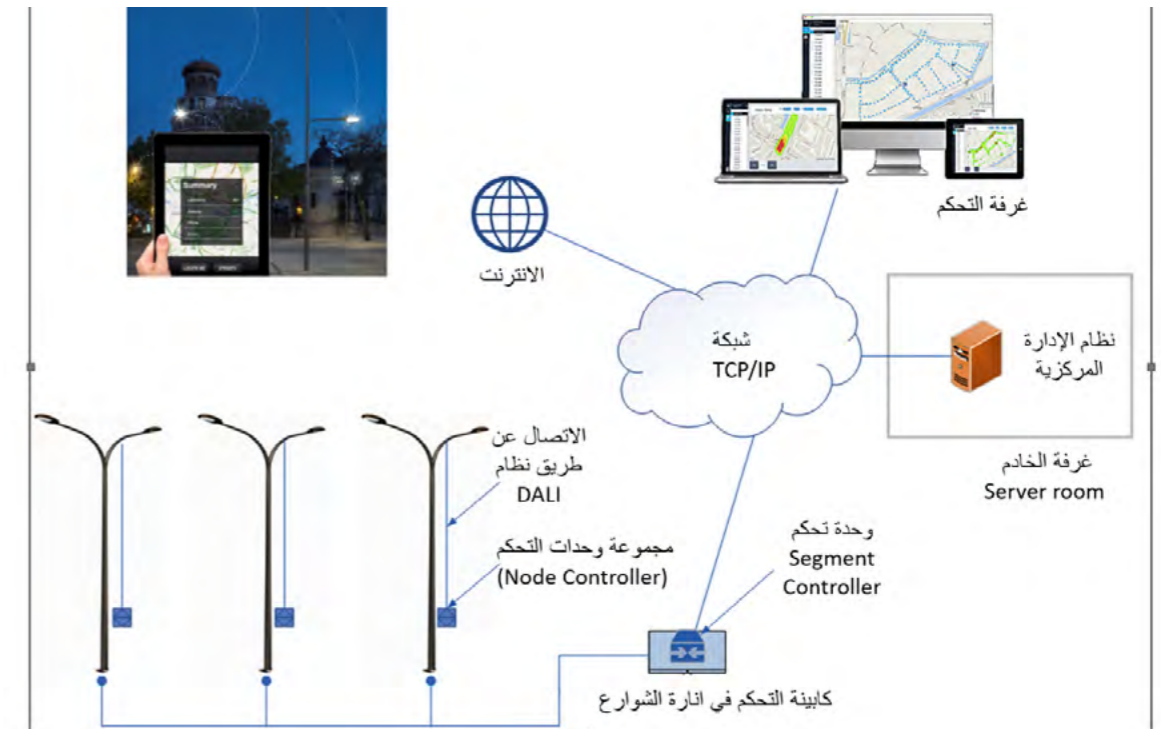 Summary
الانترنت
غرفة التحكم
شبكة
TCP/IP
نظام الإدارة
المركزية
غرفة الخادم
Server room
الاتصال عن
طريق نظام
DALI
مجموعة وحدات التحكم
(Node Controller)
وحدة تحكم
Segment
Controller
كابينة التحكم في انارة الشوارع